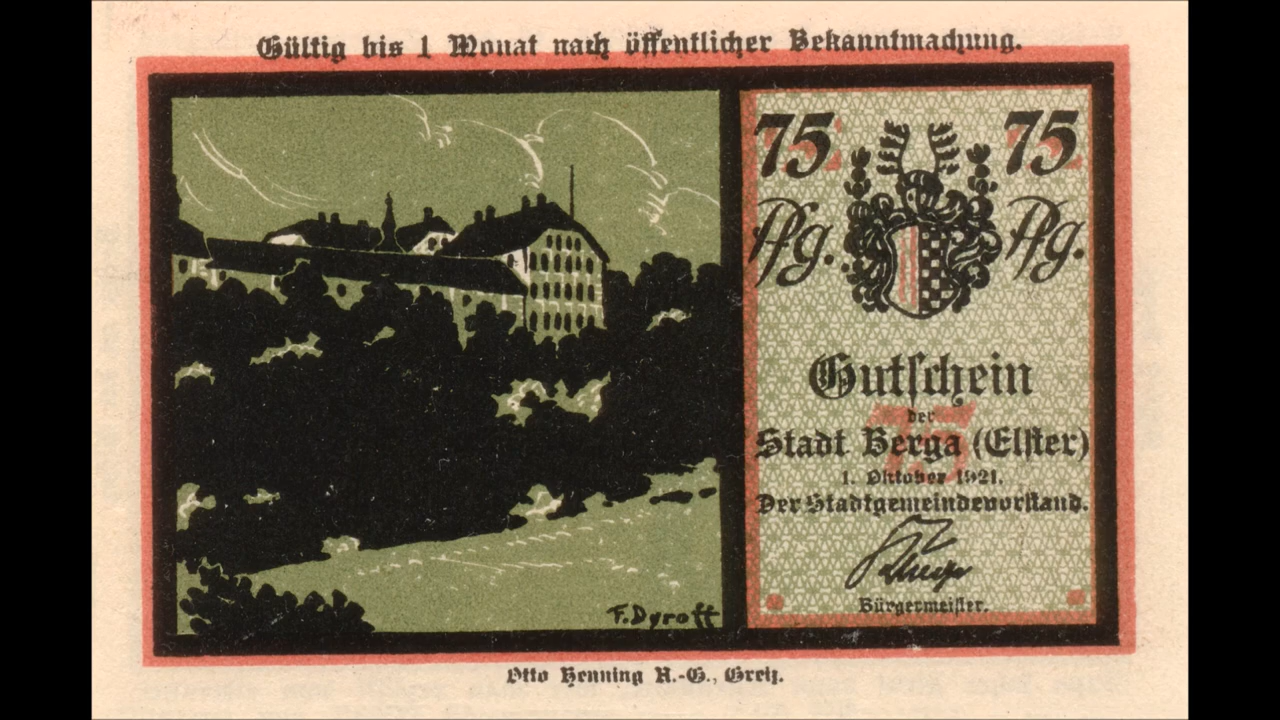 Gültig bis 1 Monat nach öffentlicher Bekanntmachung.
75 75
Pfg. Pfg.
Gutschein
der
75
Stadt Berga (Elster)
1. Oktober 1921.
Der Stadtgemeindevorstand.
Bürgermeister.
F. Dyroff
Otto Henning A.-G., Greiz.